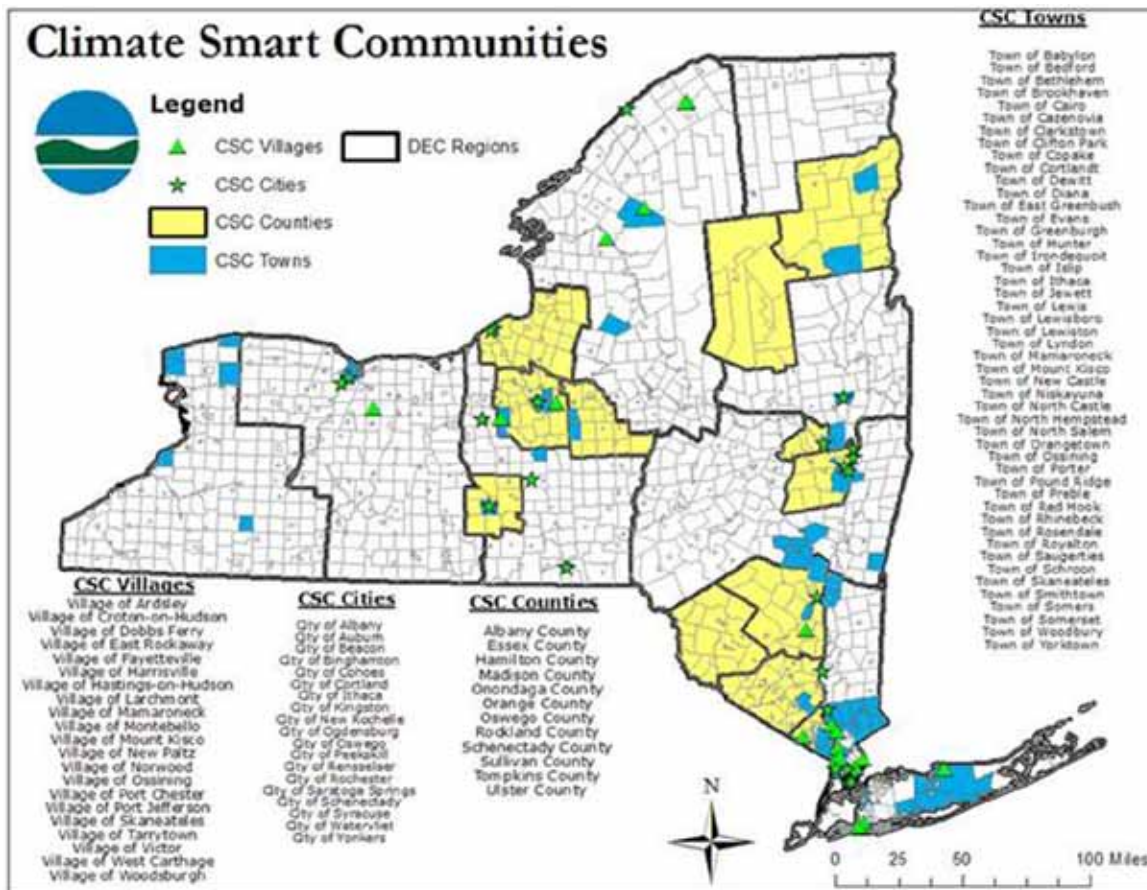 Climate Smart Communities
Legend
CSC Villages
DEC Regions
CSC Cities
CSC Counties
CSC Towns
CSC Towns
Town of Babylon
Town of Bedford
Town of Bethlehem
Town of Brookhaven
Town of Cairo
Town of Cazenovia
Town of Clarkstown
Town of Clifton Park
Town of Copake
Town of Cortlandt
Town of Dewitt
Town of Diana
Town of East Greenbush
Town of Evans
Town of Greenburgh
Town of Hunter
Town of Irondequoit
Town of Islip
Town of Ithaca
Town of Jewett
Town of Lewis
Town of Lewisboro
Town of Lewiston
Town of Lyndon
Town of Mamaroneck
Town of Mount Kisco
Town of New Castle
Town of Niskayuna
Town of North Castle
Town of North Hempstead
Town of North Salem
Town of Orangetown
Town of Ossining
Town of Porter
Town of Pound Ridge
Town of Preble
Town of Red Hook
Town of Rhinebeck
Town of Rosendale
Town of Royalton
Town of Saugerties
Town of Schroon
Town of Skaneateles
Town of Smithtown
Town of Somers
Town of Somerset
Town of Woodbury
Town of Yorktown
CSC Villages
Village of Ardsley
Village of Croton-on-Hudson
Village of Dobbs Ferry
Village of East Rockaway
Village of Fayetteville
Village of Harrisville
Village of Hastings-on-Hudson
Village of Larchmont
Village of Mamaroneck
Village of Montebello
Village of Mount Kisco
Village of New Paltz
Village of Norwood
Village of Ossining
Village of Port Chester
Village of Port Jefferson
Village of Skaneateles
Village of Tarrytown
Village of Victor
Village of West Carthage
Village of Woodsburgh
CSC Cities
City of Albany
City of Auburn
City of Beacon
City of Binghamton
City of Cohoes
City of Cortland
City of Ithaca
City of Kingston
City of New Rochelle
City of Ogdensburg
City of Oswego
City of Peekskill
City of Rensselaer
City of Rochester
City of Saratoga Springs
City of Schenectady
City of Syracuse
City of Watervliet
City of Yonkers
CSC Counties
Albany County
Essex County
Hamilton County
Madison County
Onondaga County
Orange County
Oswego County
Rockland County
Schenectady County
Sullivan County
Tompkins County
Ulster County
N
0 25 50 100 Miles